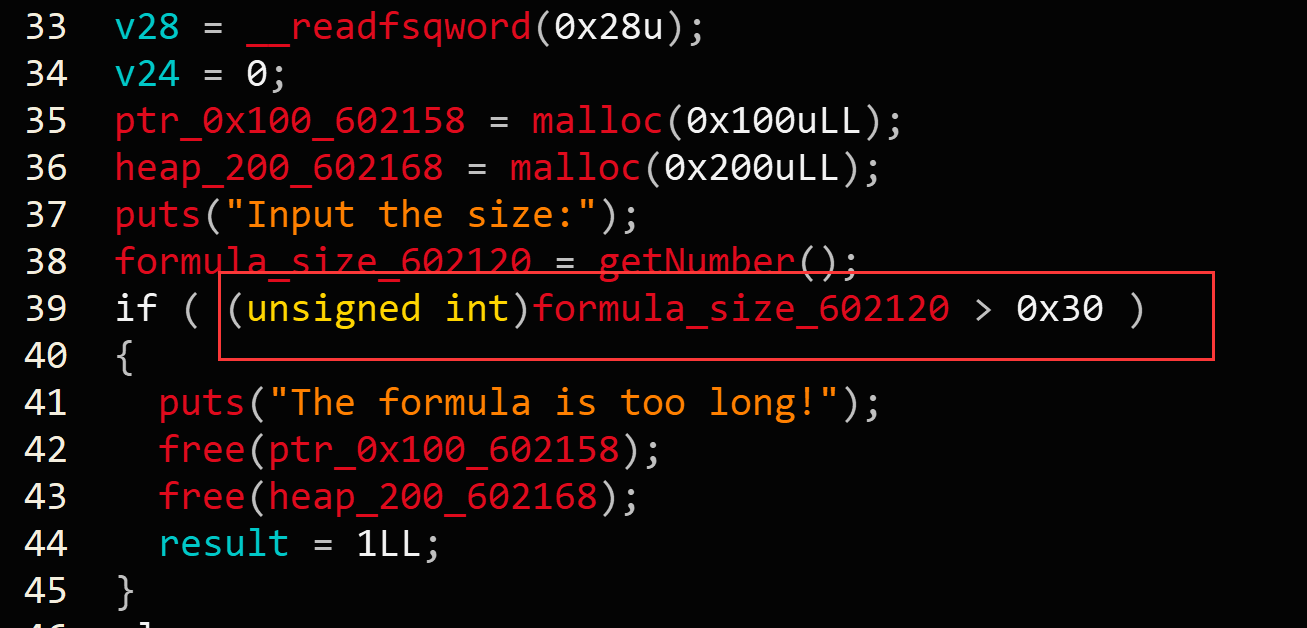 33 v28 = __readfsqword(0x28u);
34 v24 = 0;
35 ptr_0x100_602158 = malloc(0x100uLL);
36 heap_200_602168 = malloc(0x200uLL);
37 puts("Input the size:");
38 formula_size_602120 = getNumber();
39 if ( (unsigned int)formula_size_602120 > 0x30 )
40 {
41 puts("The formula is too long!");
42 free(ptr_0x100_602158);
43 free(heap_200_602168);
44 result = 1LL;
45 }